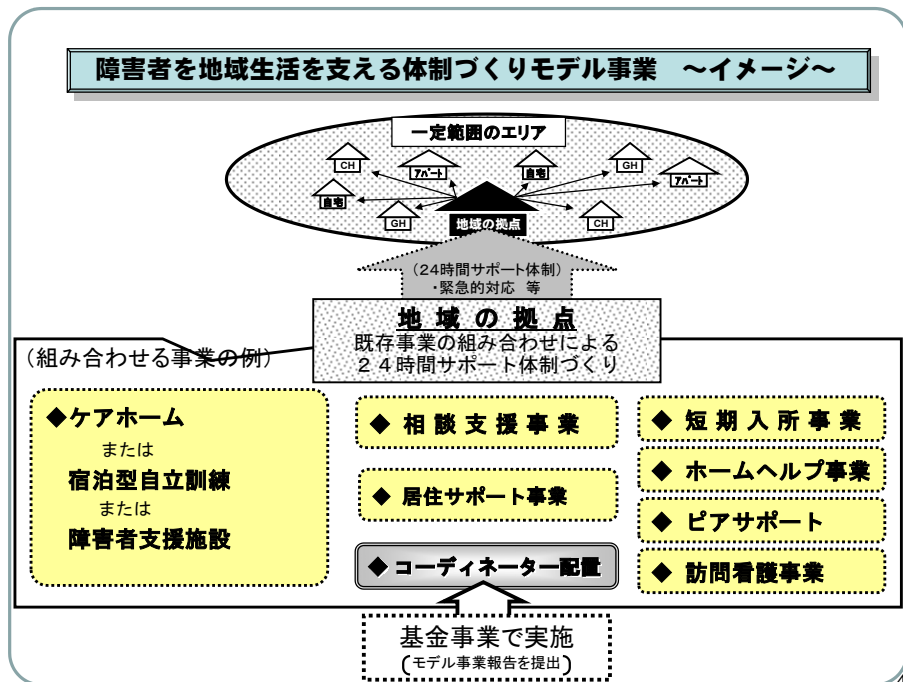 障害者を地域生活を支える体制づくりモデル事業　～イメージ～
一定範囲のエリア
CH
アパート
自宅
GH
アパート
自宅
GH
CH
地域の拠点
（24時間サポート体制）
・緊急的対応　等
地 域 の 拠 点
既存事業の組み合わせによる
２４時間サポート体制づくり
（組み合わせる事業の例）
◆ケアホーム
または
宿泊型自立訓練
または
障害者支援施設
◆ 相 談 支 援 事 業
◆ 居住サポート事業
◆ コーディネーター配置
◆ 短 期 入 所 事 業
◆ ホームヘルプ事業
◆ ピアサポート
◆ 訪問看護事業
基金事業で実施
（モデル事業報告を提出）